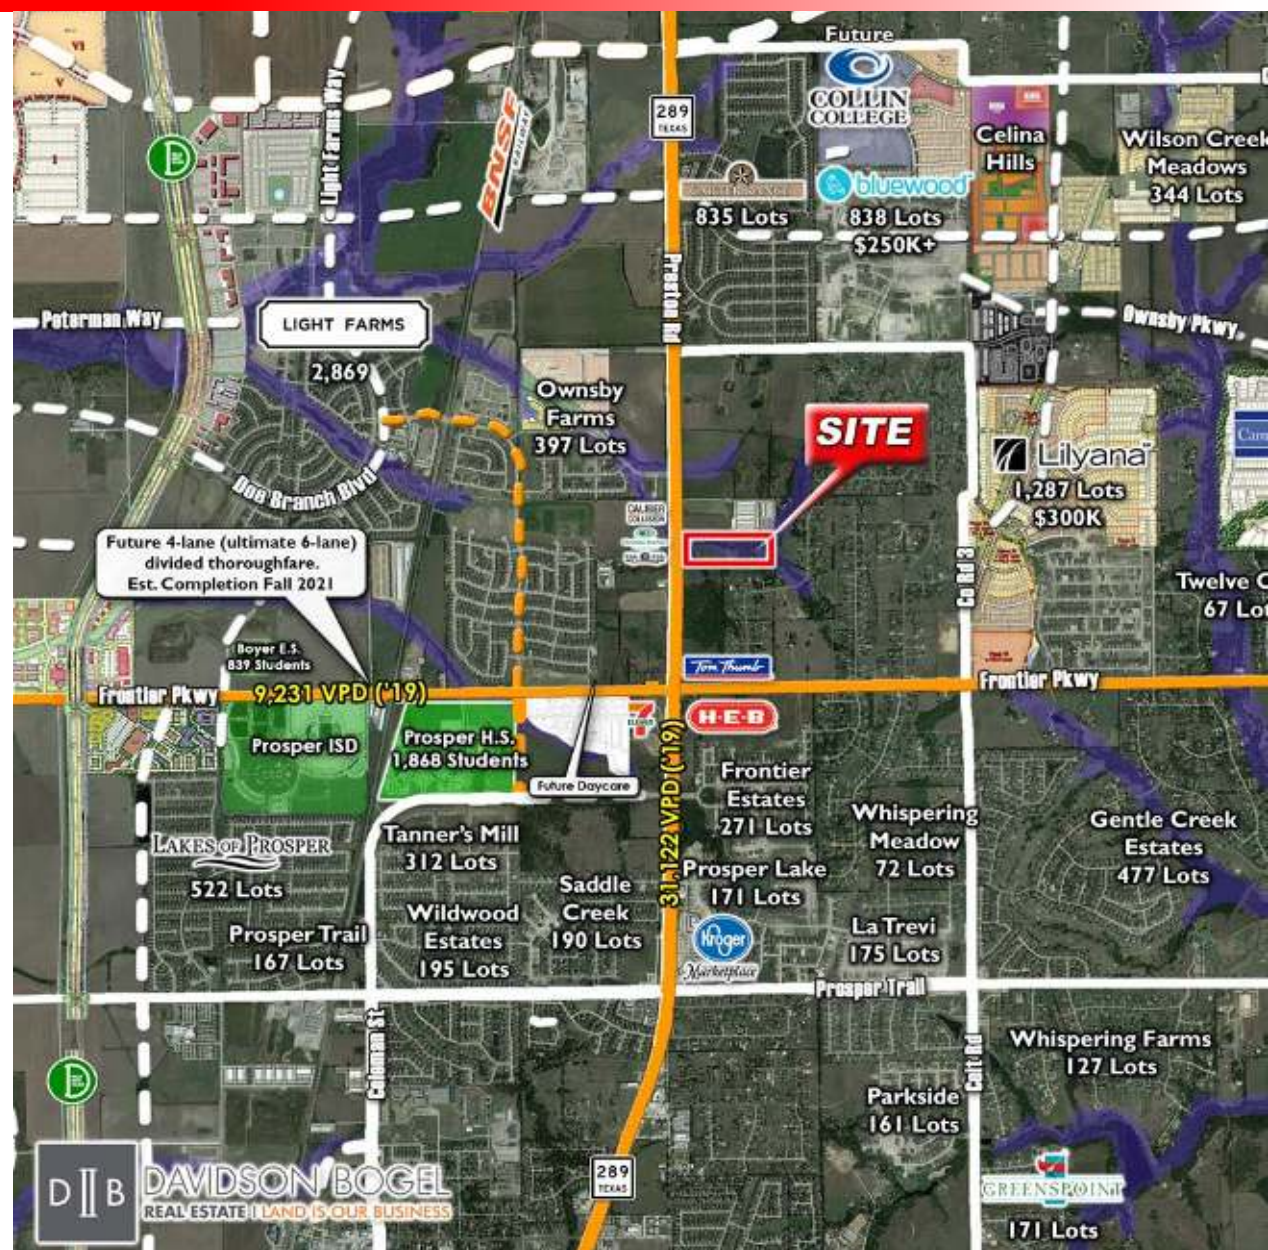 Future
COLLIN
COLLEGE
289
TEXAS
BNSF
RAILWAY
Light Farms Way
VI
V
I
Celina
Hills
Wilson Creek
Meadows
344 Lots
bluewood
835 Lots
838 Lots
$250K+
Preston Rd
Peterman Way
LIGHT FARMS
2,869
Ownsby Pkwy
Ownsby
Farms
397 Lots
SITE
Lilyana
1,287 Lots
$300K
Cam
Doe Branch Blvd
CALIBER
COLLISION
Future 4-lane (ultimate 6-lane)
divided thoroughfare.
Est. Completion Fall 2021
Co Rd 3
Twelve O
67 Lot
Boyer E.S.
839 Students
Tom Thumb
Frontier Pkwy
9,231 VPD ('19)
Frontier Pkwy
7
ELEVEN
H-E-B
Prosper ISD
Prosper H.S.
1,868 Students
Future Daycare
31,122 VPD ('19)
Frontier
Estates
271 Lots
Whispering
Meadow
72 Lots
Gentle Creek
Estates
477 Lots
LAKES OF PROSPER
522 Lots
Tanner's Mill
312 Lots
Prosper Lake
171 Lots
Saddle
Creek
190 Lots
Wildwood
Estates
195 Lots
Prosper Trail
167 Lots
La Trevi
175 Lots
Kroger
Marketplace
Prosper Trail
Coleman St
Coit Rd
Whispering Farms
127 Lots
Parkside
161 Lots
289
TEXAS
GREENSPOINT
171 Lots
D B
DAVIDSON BOGEL
REAL ESTATE | LAND IS OUR BUSINESS